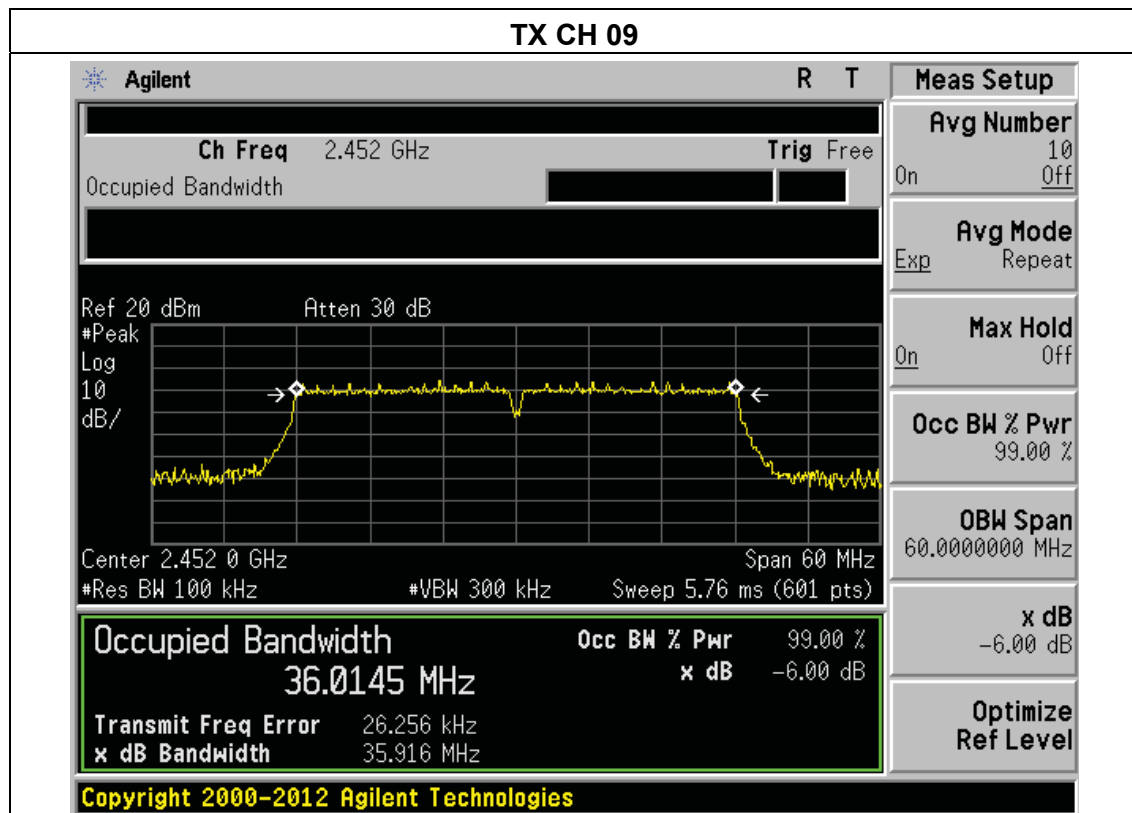 TX CH 09
Agilent R T
Ch Freq 2.452 GHz Trig Free
Occupied Bandwidth
Ref 20 dBm Atten 30 dB
#Peak
Log
10
dB/
Center 2.452 0 GHz Span 60 MHz
#Res BW 100 kHz #VBW 300 kHz Sweep 5.76 ms (601 pts)
Occupied Bandwidth Occ BW % Pwr 99.00 %
36.0145 MHz x dB -6.00 dB
Transmit Freq Error 26.256 kHz
x dB Bandwidth 35.916 MHz
Copyright 2000-2012 Agilent Technologies
Meas Setup
Avg Number
10
On Off
Avg Mode
Exp Repeat
Max Hold
On Off
Occ BW % Pwr
99.00 %
OBW Span
60.0000000 MHz
x dB
-6.00 dB
Optimize
Ref Level